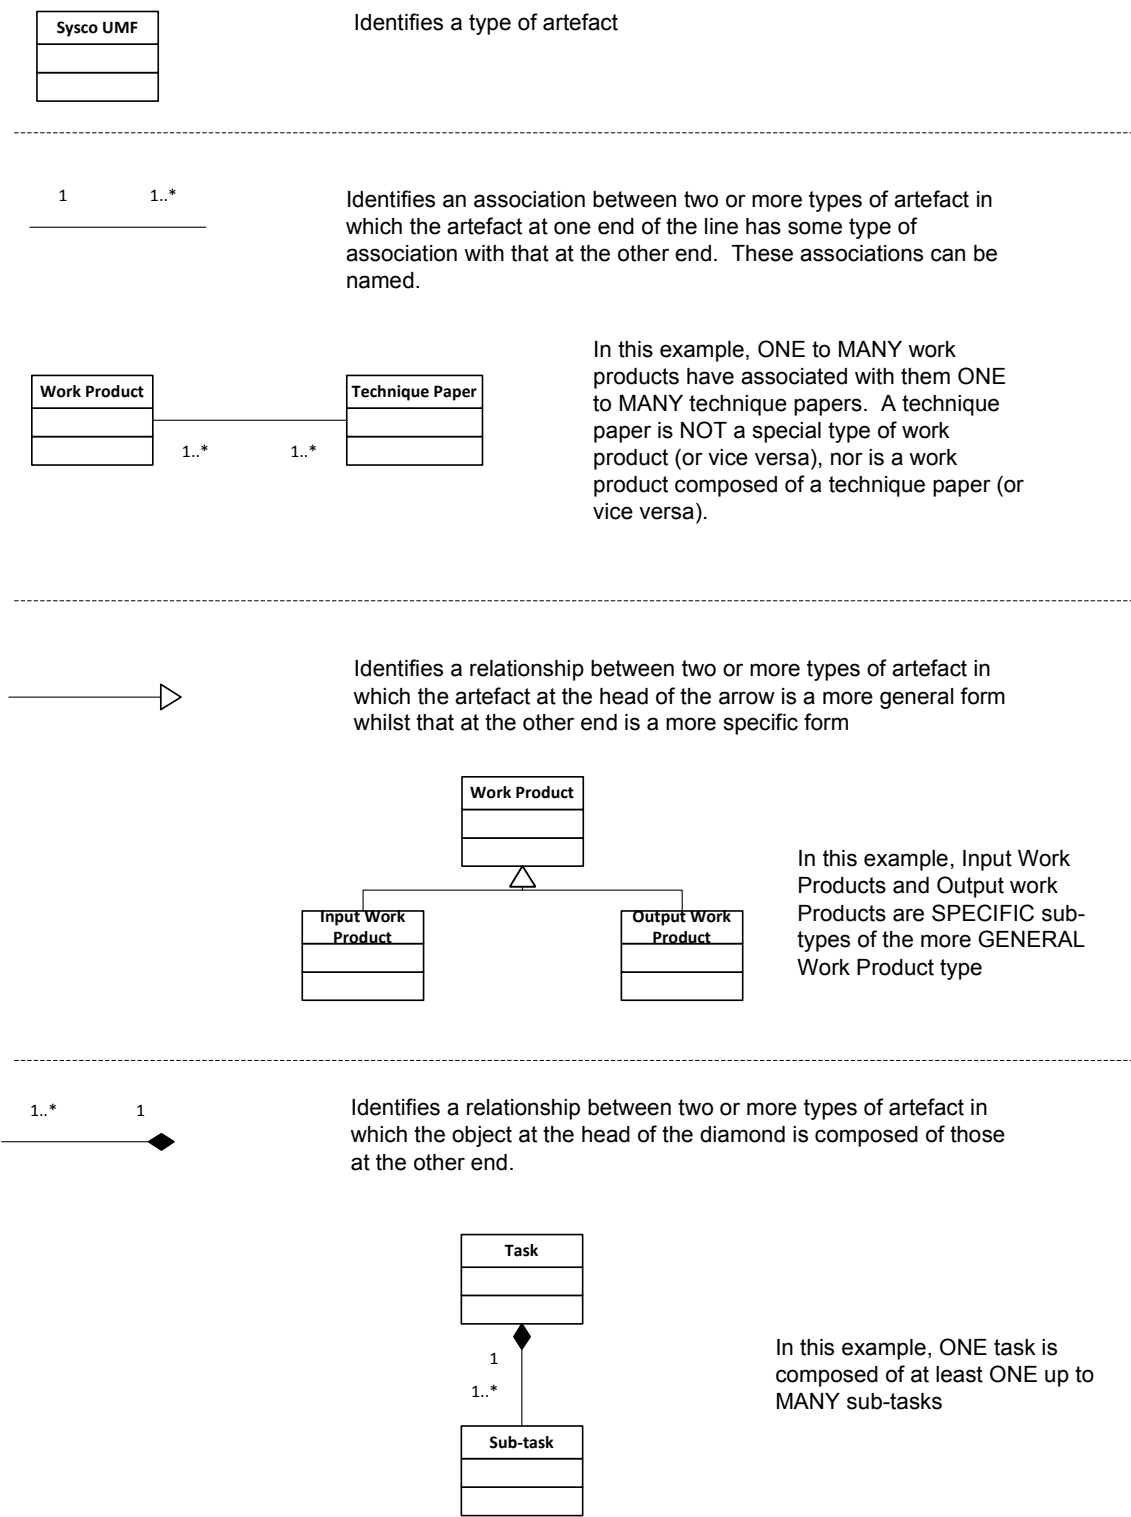 Sysco UMF
Identifies a type of artefact
1 1..*
Identifies an association between two or more types of artefact in
which the artefact at one end of the line has some type of
association with that at the other end.  These associations can be
named.
In this example, ONE to MANY work
products have associated with them ONE
to MANY technique papers.  A technique
paper is NOT a special type of work
product (or vice versa), nor is a work
product composed of a technique paper (or
vice versa).
Work Product
Technique Paper
1..* 1..*
Identifies a relationship between two or more types of artefact in
which the artefact at the head of the arrow is a more general form
whilst that at the other end is a more specific form
Work Product
Input Work
Product
Output Work
Product
In this example, Input Work
Products and Output work
Products are SPECIFIC sub-
types of the more GENERAL
Work Product type
1..* 1
Identifies a relationship between two or more types of artefact in
which the object at the head of the diamond is composed of those
at the other end.
Task
1
1..*
Sub-task
In this example, ONE task is
composed of at least ONE up to
MANY sub-tasks